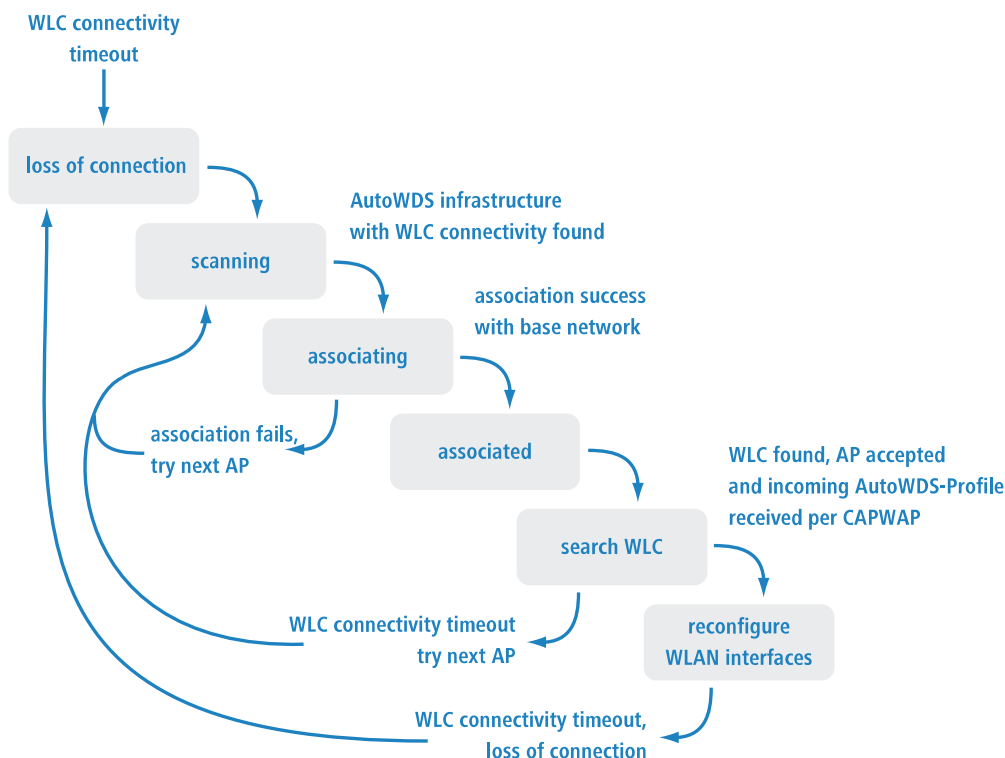 WLC connectivity
timeout
loss of connection
AutoWDS infrastructure
with WLC connectivity found
scanning
association success
with base network
associating
association fails,
try next AP
associated
WLC found, AP accepted
and incoming AutoWDS-Profile
received per CAPWAP
search WLC
WLC connectivity timeout
try next AP
reconfigure
WLAN interfaces
WLC connectivity timeout,
loss of connection